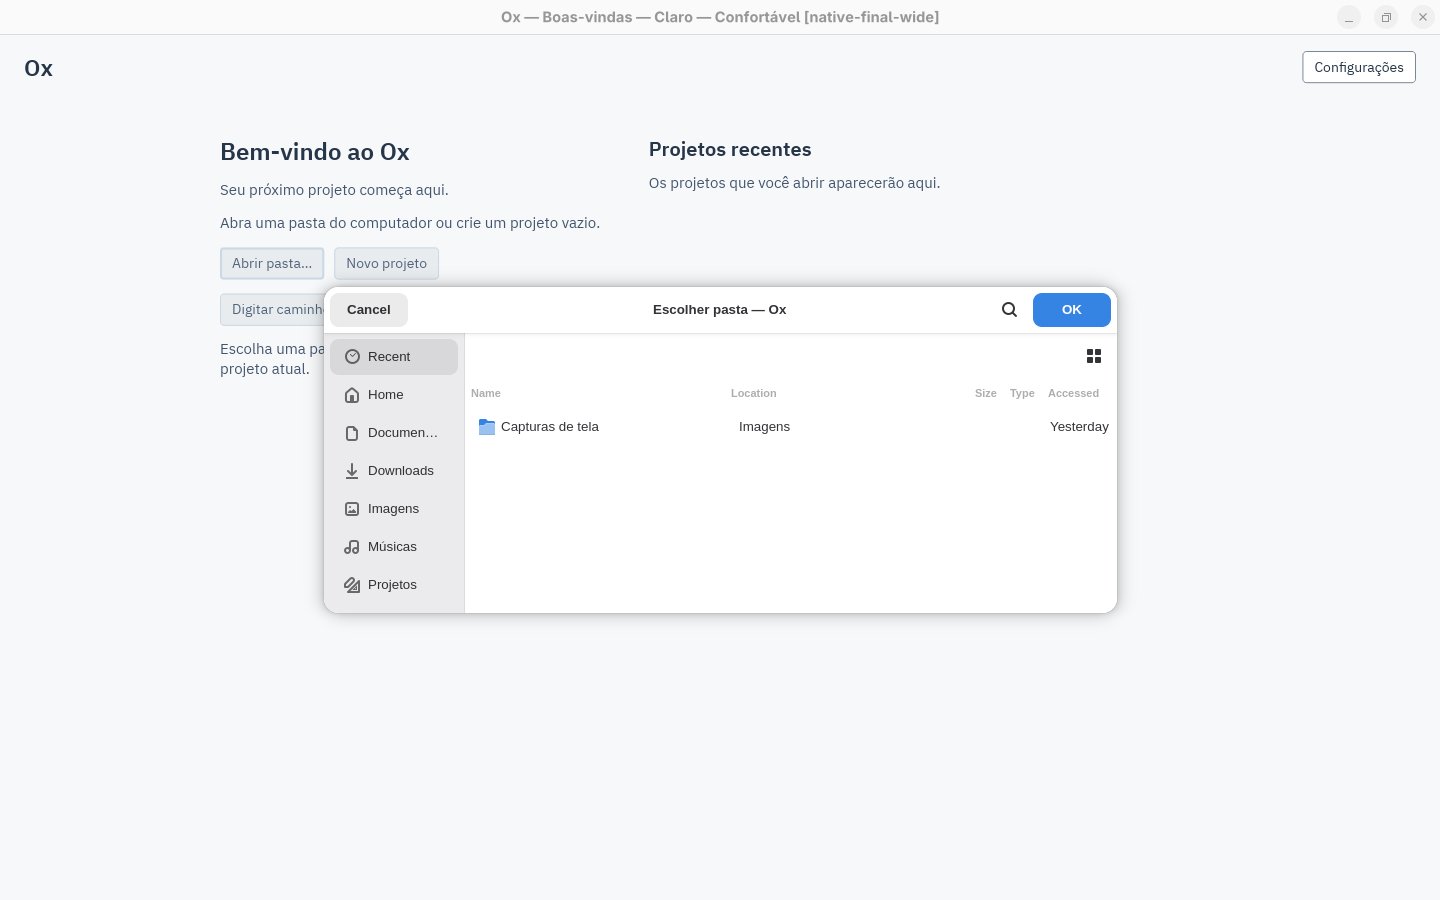 Ox — Boas-vindas — Claro — Confortável [native-final-wide]
Ox
Configurações
Bem-vindo ao Ox
Seu próximo projeto começa aqui.
Abra uma pasta do computador ou crie um projeto vazio.
Abrir pasta…
Novo projeto
Digitar caminh
Escolha uma pa
projeto atual.
Projetos recentes
Os projetos que você abrir aparecerão aqui.
Cancel
Escolher pasta — Ox
OK
Recent
Home
Documen…
Downloads
Imagens
Músicas
Projetos
Name Location Size Type Accessed
Capturas de tela Imagens Yesterday